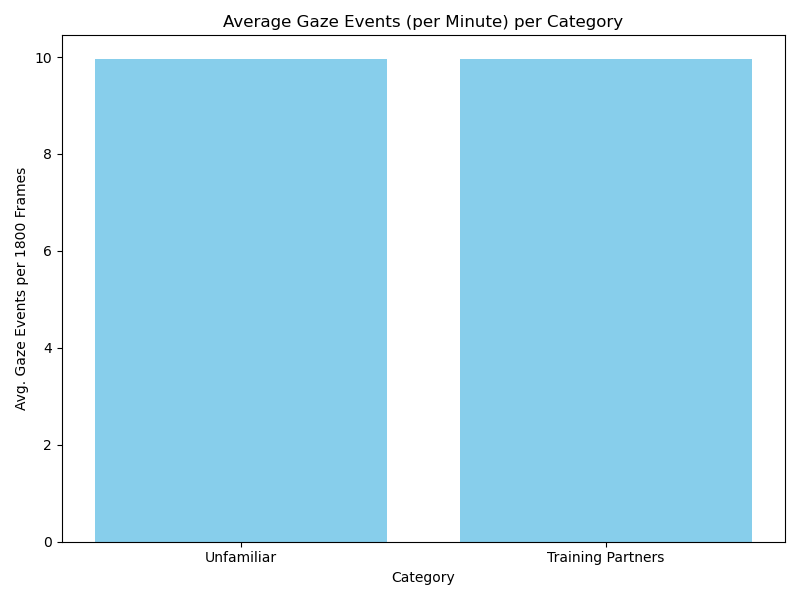 Average Gaze Events (per Minute) per Category
Avg. Gaze Events per 1800 Frames
10
8
6
4
2
0
Unfamiliar
Training Partners
Category